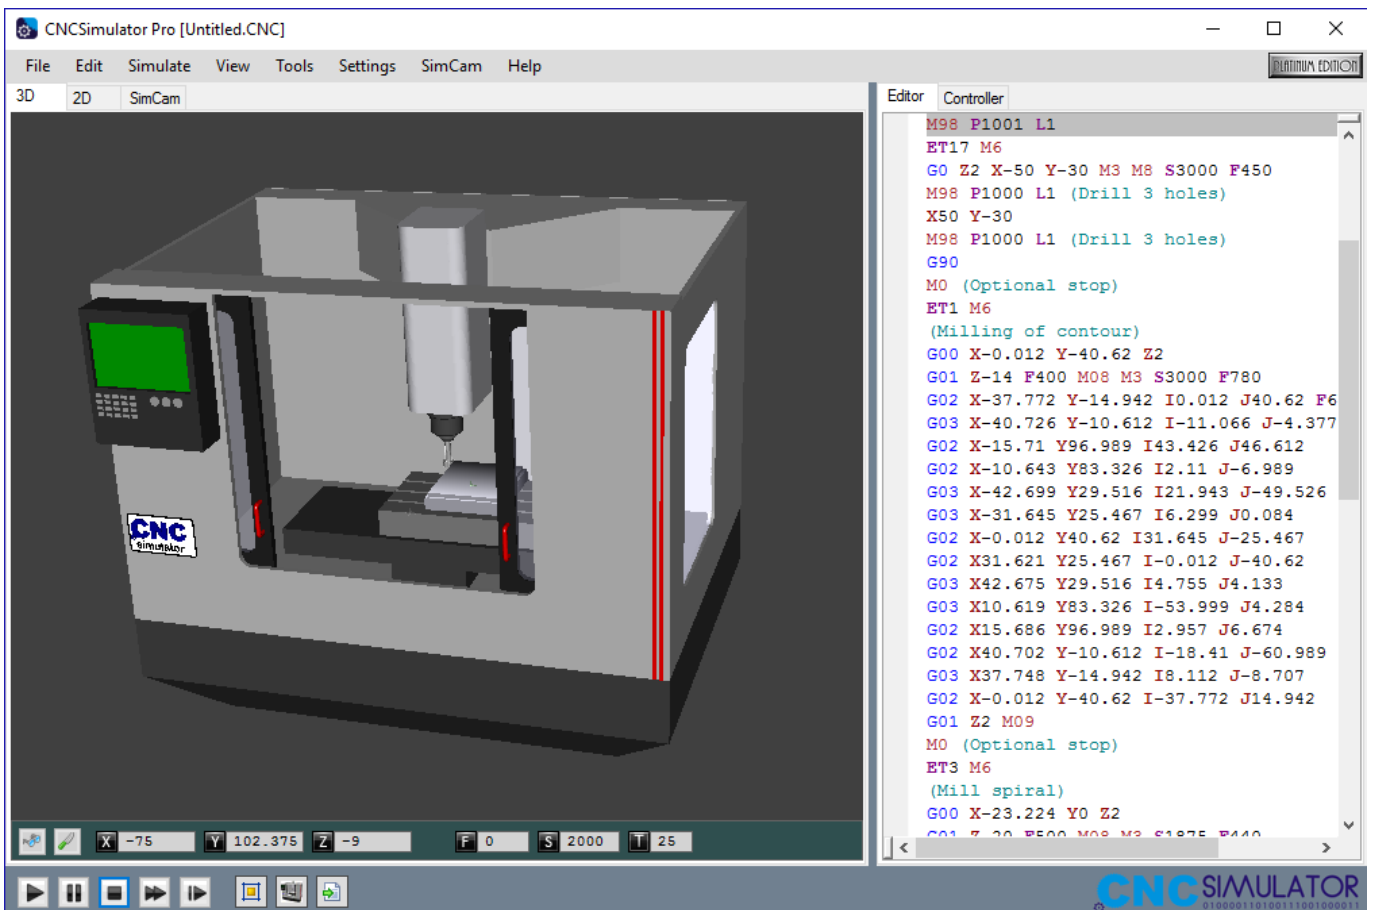 CNCSimulator Pro [Untitled.CNC]
File Edit Simulate View Tools Settings SimCam Help
PLATINUM EDITION
3D 2D SimCam
Editor Controller
M98 P1001 L1
ET17 M6
G0 Z2 X-50 Y-30 M3 M8 S3000 F450
M98 P1000 L1 (Drill 3 holes)
X50 Y-30
M98 P1000 L1 (Drill 3 holes)
G90
M0 (Optional stop)
ET1 M6
(Milling of contour)
G00 X-0.012 Y-40.62 Z2
G01 Z-14 F400 M08 M3 S3000 F780
G02 X-37.772 Y-14.942 I0.012 J40.62 F6
G03 X-40.726 Y-10.612 I-11.066 J-4.377
G02 X-15.71 Y96.989 I43.426 J46.612
G02 X-10.643 Y83.326 I2.11 J-6.989
G03 X-42.699 Y29.516 I21.943 J-49.526
G03 X-31.645 Y25.467 I6.299 J0.084
G02 X-0.012 Y40.62 I31.645 J-25.467
G02 X31.621 Y25.467 I-0.012 J-40.62
G03 X42.675 Y29.516 I4.755 J4.133
G03 X10.619 Y83.326 I-53.999 J4.284
G02 X15.686 Y96.989 I2.957 J6.674
G02 X40.702 Y-10.612 I-18.41 J-60.989
G03 X37.748 Y-14.942 I8.112 J-8.707
G02 X-0.012 Y-40.62 I-37.772 J14.942
G01 Z2 M09
M0 (Optional stop)
ET3 M6
(Mill spiral)
G00 X-23.224 Y0 Z2
G01 Z-20 F500 M08 M3 S1875 F440
CNC
simulator
X -75 Y 102.375 Z -9 F 0 S 2000 T 25
CNC SIMULATOR
010000110100111001000011